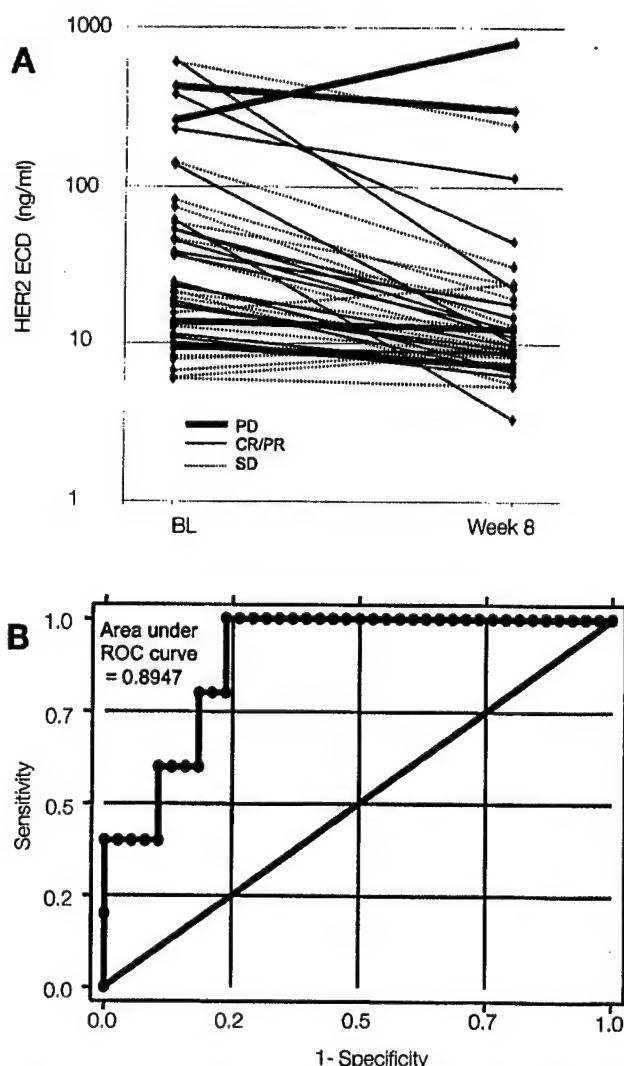 A
1000
100
10
1
HER2 ECD (ng/ml)
PD
CR/PR
SD
BL
Week 8
B
Area under
ROC curve
= 0.8947
1.0
0.7
0.5
0.2
0.0
Sensitivity
0.0
0.2
0.5
0.7
1.0
1- Specificity